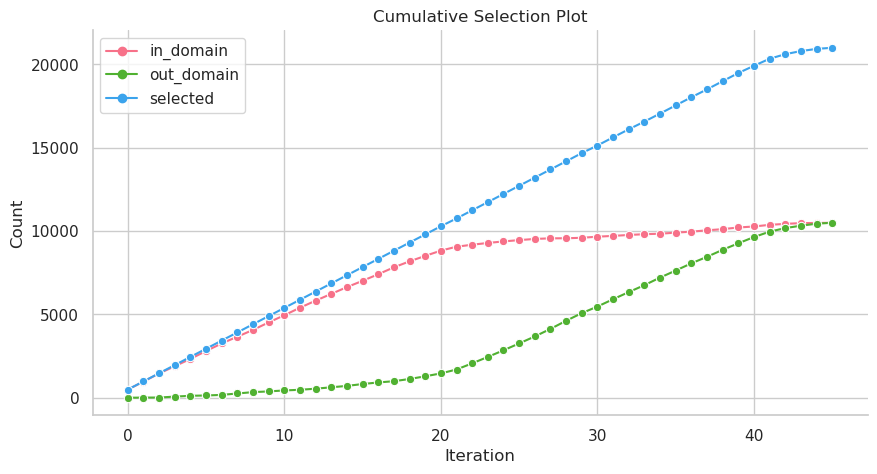 Cumulative Selection Plot
in_domain
out_domain
selected
20000
15000
10000
5000
0
Count
0 10 20 30 40
Iteration